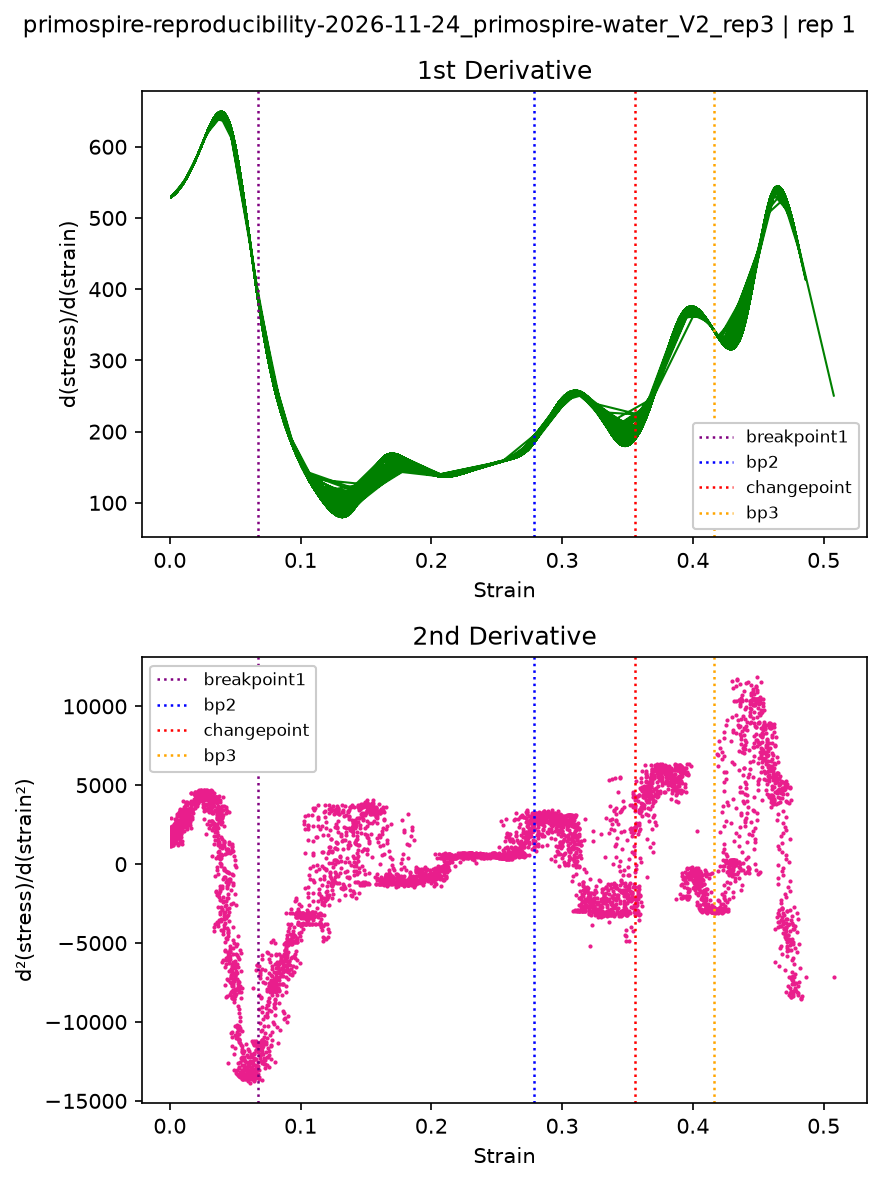 primospire-reproducibility-2026-11-24_primospire-water_V2_rep3 | rep 1
1st Derivative
d(stress)/d(strain)
600
500
400
300
200
100
breakpoint1
bp2
changepoint
bp3
0.0 0.1 0.2 0.3 0.4 0.5
Strain
2nd Derivative
d²(stress)/d(strain²)
breakpoint1
bp2
changepoint
bp3
10000
5000
0
−5000
−10000
−15000
0.0 0.1 0.2 0.3 0.4 0.5
Strain